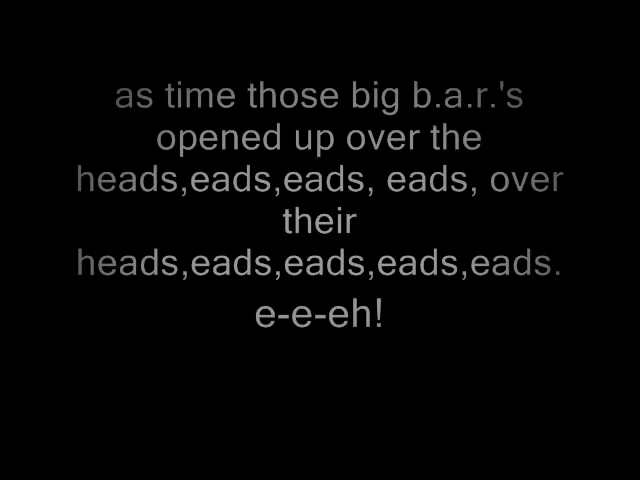 as time those big b.a.r.'s
opened up over the
heads,eads,eads, eads, over
their
heads,eads,eads,eads,eads.
e-e-eh!